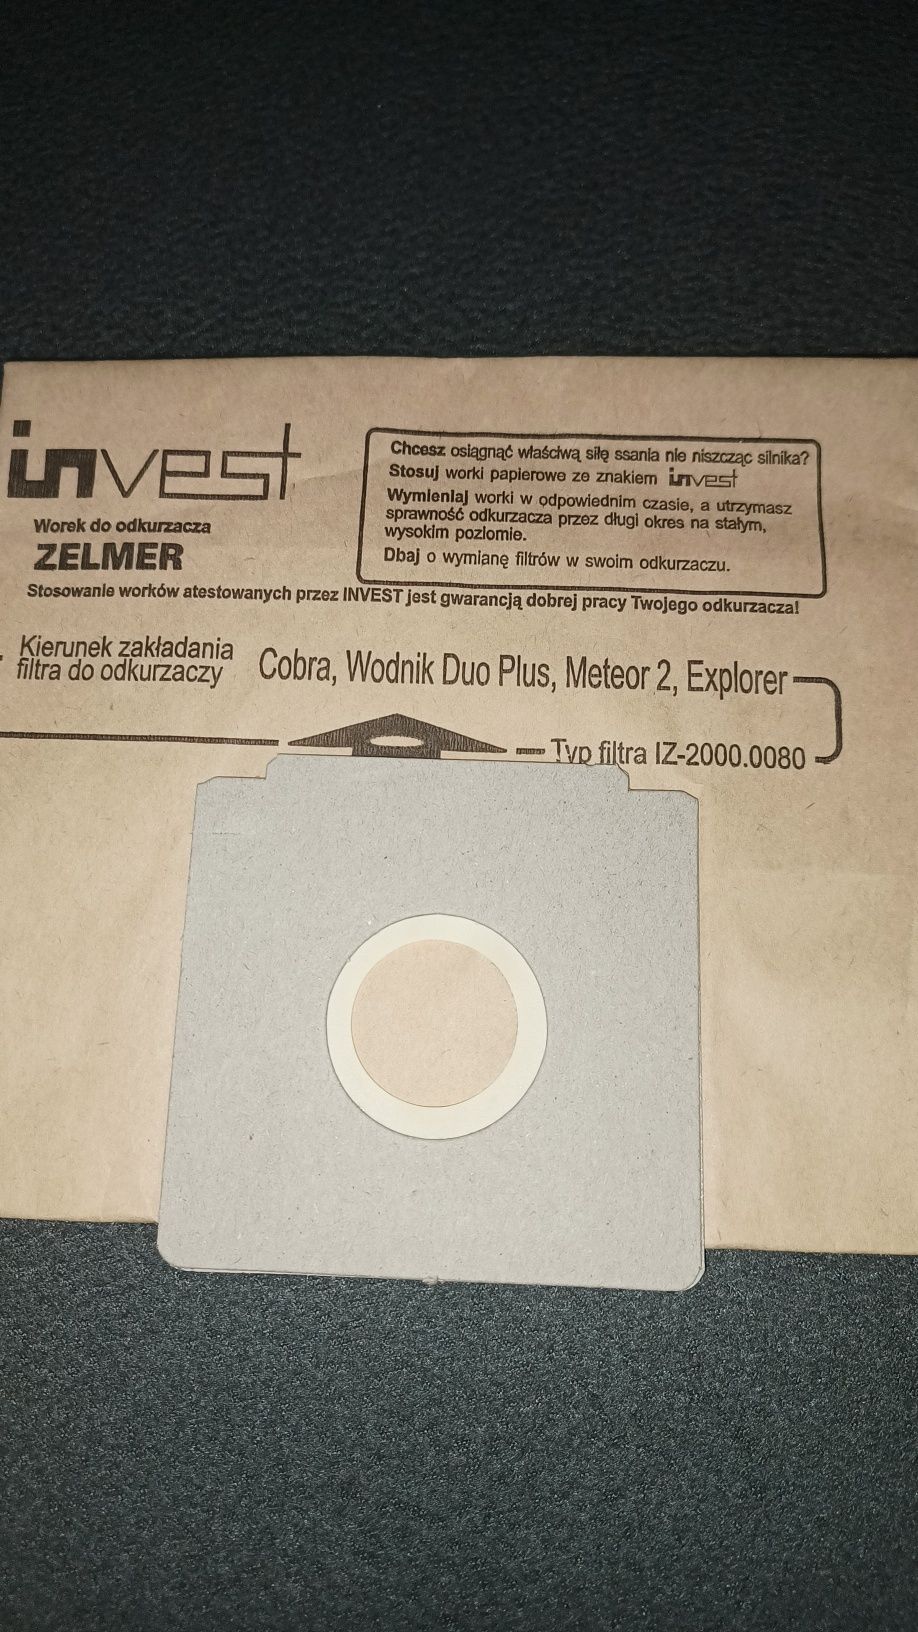 invest
Worek do odkurzacza
ZELMER
Chcesz osiągnąć właściwą siłę ssania nie niszcząc silnika?
Stosuj worki papierowe ze znakiem invest
Wymieniaj worki w odpowiednim czasie, a utrzymasz
sprawność odkurzacza przez długi okres na stałym,
wysokim poziomie.
Dbaj o wymianę filtrów w swoim odkurzaczu.
Stosowanie worków atestowanych przez INVEST jest gwarancją dobrej pracy Twojego odkurzacza!
Kierunek zakładania
filtra do odkurzaczy
Cobra, Wodnik Duo Plus, Meteor 2, Explorer
Typ filtra IZ-2000.0080